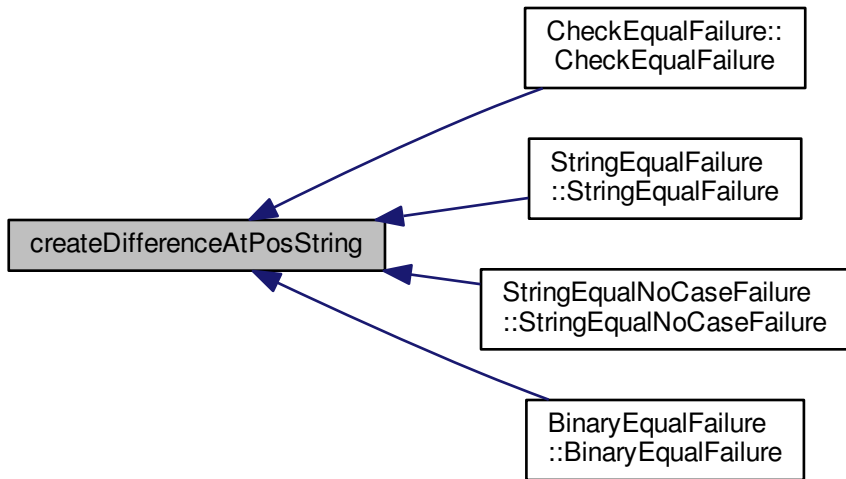 CheckEqualFailure::
CheckEqualFailure
StringEqualFailure
::StringEqualFailure
createDifferenceAtPosString
StringEqualNoCaseFailure
::StringEqualNoCaseFailure
BinaryEqualFailure
::BinaryEqualFailure